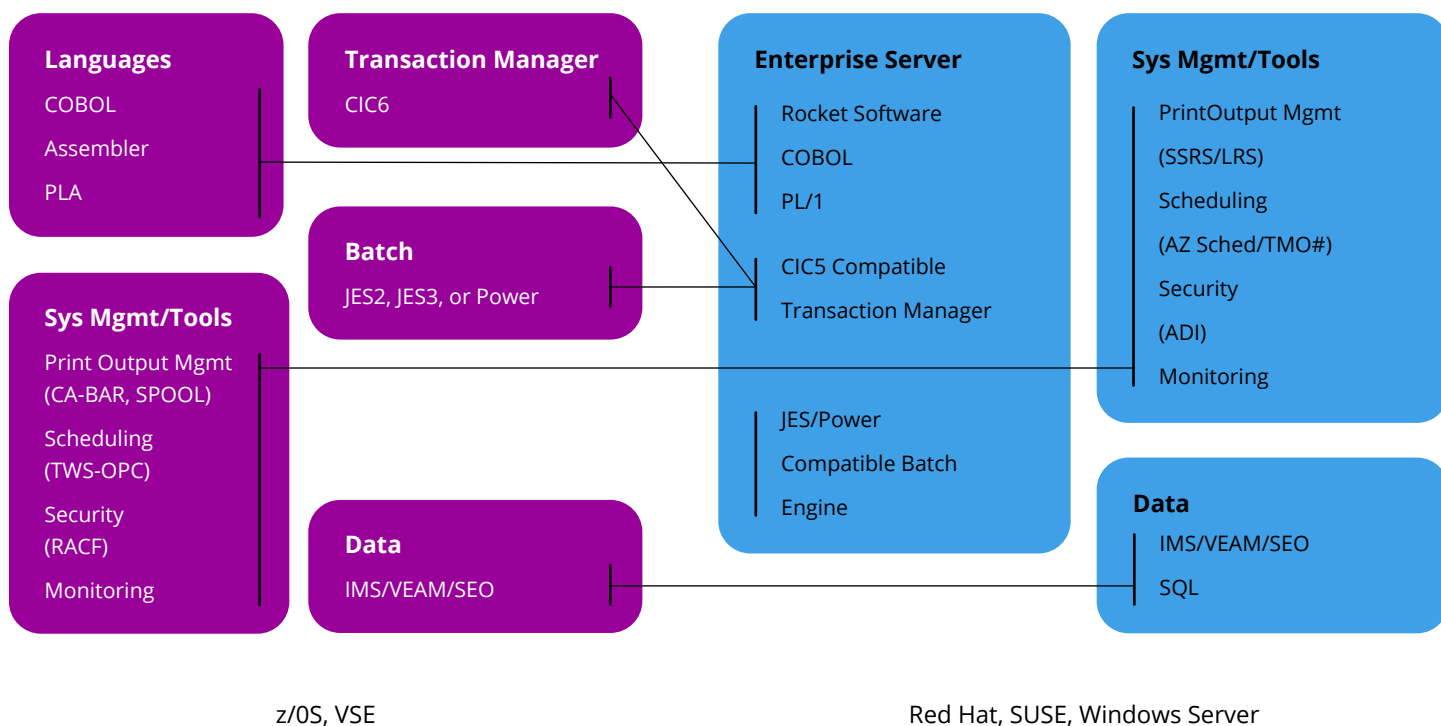 Languages
COBOL
Assembler
PLA
Transaction Manager
CIC6
Batch
JES2, JES3, or Power
Sys Mgmt/Tools
Print Output Mgmt
(CA-BAR, SPOOL)
Scheduling
(TWS-OPC)
Security
(RACF)
Monitoring
Data
IMS/VEAM/SEO
Enterprise Server
Rocket Software
COBOL
PL/1
CIC5 Compatible
Transaction Manager
JES/Power
Compatible Batch
Engine
Sys Mgmt/Tools
PrintOutput Mgmt
(SSRS/LRS)
Scheduling
(AZ Sched/TMO#)
Security
(ADI)
Monitoring
Data
IMS/VEAM/SEO
SQL
z/0S, VSE
Red Hat, SUSE, Windows Server